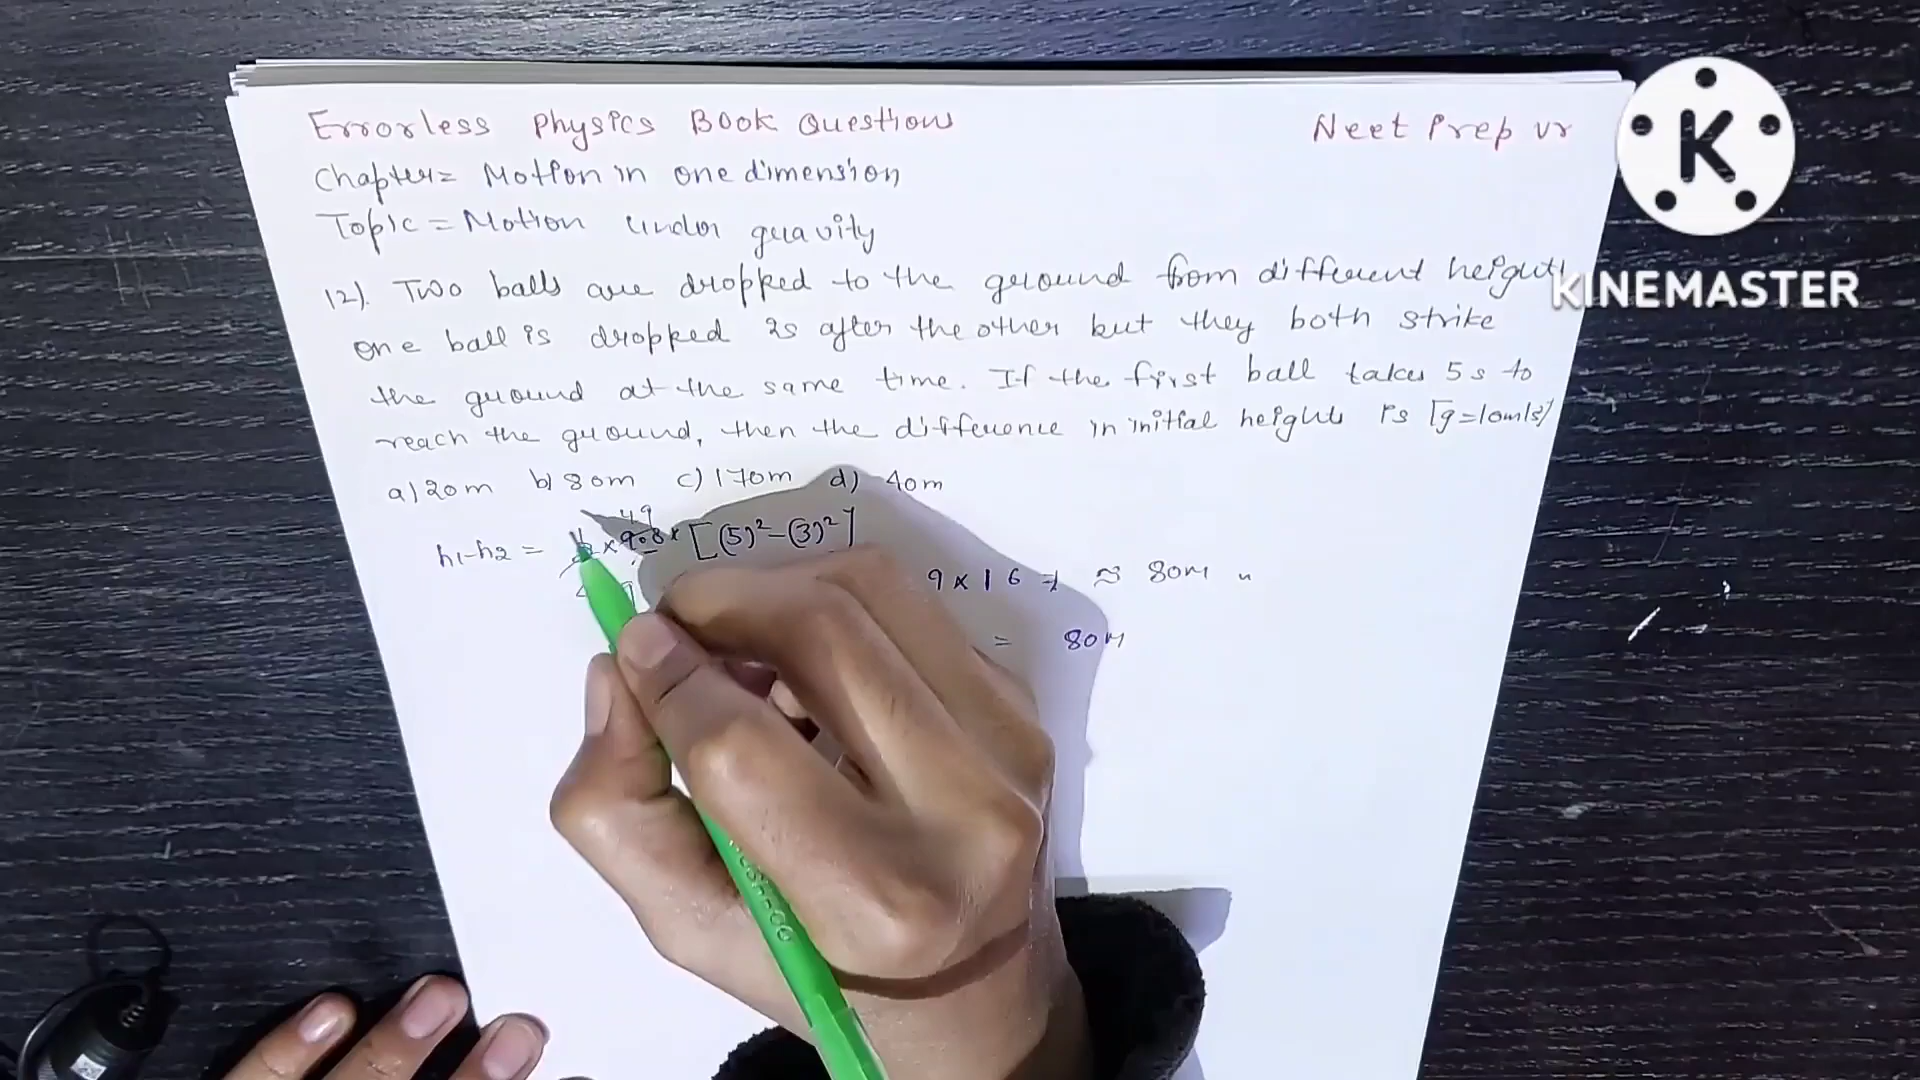 Errorless Physics Book Questions Neet Prep vr
Chapter = Motion in one dimension
Topic = Motion under gravity
12). Two balls are dropped to the ground from different height
one ball is dropped 2s after the other but they both strike
the ground at the same time. If the first ball takes 5s to
reach the ground, then the difference in initial heights is [g=10m/s²]
a) 20m b) 80m c) 170m d) 40m
h1-h2 = × 9.8 × [(5)² - (3)²]
9 × 16 ≈ 80m
= 80m
K
KINEMASTER